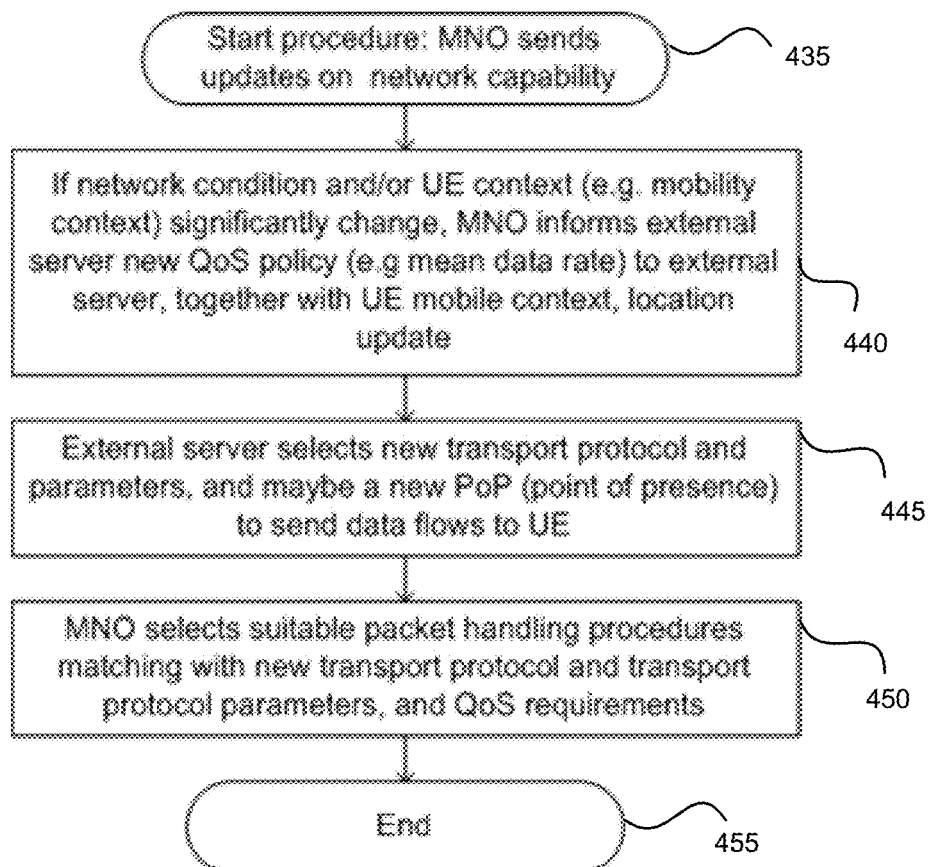 Start procedure: MNO sends
updates on network capability
435
If network condition and/or UE context (e.g. mobility
context) significantly change, MNO informs external
server new QoS policy (e.g mean data rate) to external
server, together with UE mobile context, location
update
440
External server selects new transport protocol and
parameters, and maybe a new PoP (point of presence)
to send data flows to UE
445
MNO selects suitable packet handling procedures
matching with new transport protocol and transport
protocol parameters, and QoS requirements
450
End
455